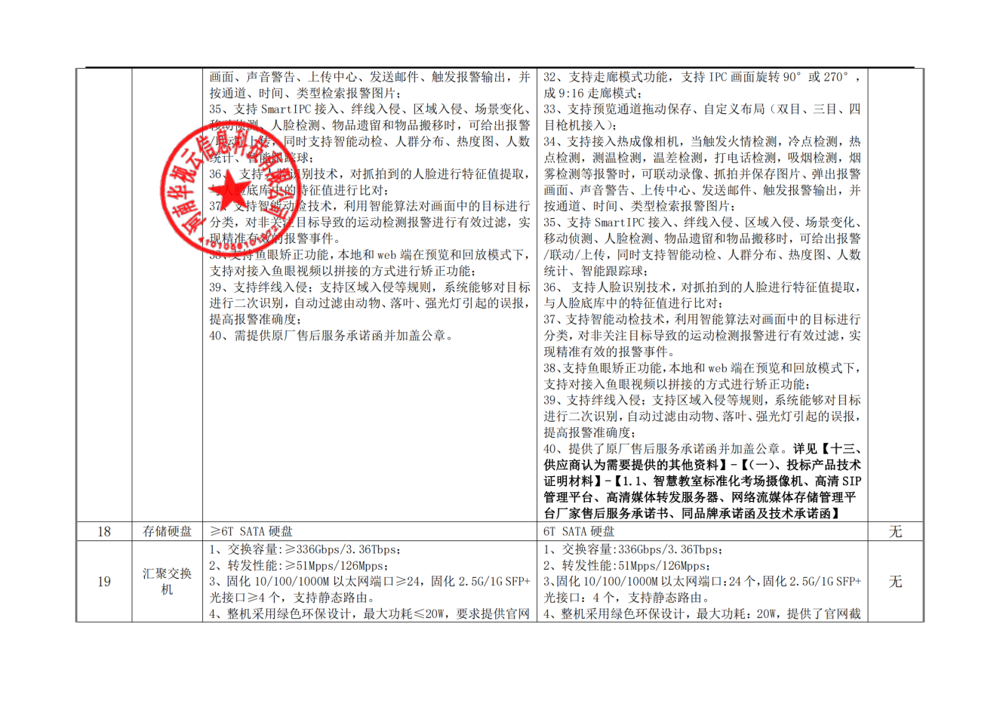 画面、声音警告、上传中心、发送邮件、触发报警输出，并
按通道、时间、类型检索报警图片；
35、支持 SmartIPC 接入、绊线入侵、区域入侵、场景变化、
移动侦测、人脸检测、物品遗留和物品搬移时，可给出报警
/联动/上传，同时支持智能动检、人群分布、热度图、人数
统计、智能跟踪球；
36、 支持人脸识别技术，对抓拍到的人脸进行特征值提取，
与人脸底库中的特征值进行比对；
37、支持智能动检技术，利用智能算法对画面中的目标进行
分类，对非关注目标导致的运动检测报警进行有效过滤，实
现精准有效的报警事件。
38、支持鱼眼矫正功能，本地和 web 端在预览和回放模式下，
支持对接入鱼眼视频以拼接的方式进行矫正功能；
39、支持绊线入侵；支持区域入侵等规则，系统能够对目标
进行二次识别，自动过滤由动物、落叶、强光灯引起的误报，
提高报警准确度；
40、需提供原厂售后服务承诺函并加盖公章。
32、支持走廊模式功能，支持 IPC 画面旋转 90°或 270°，
成 9:16 走廊模式；
33、支持预览通道拖动保存、自定义布局（双目、三目、四
目枪机接入）；
34、支持接入热成像相机，当触发火情检测，冷点检测，热
点检测，测温检测，温差检测，打电话检测，吸烟检测，烟
雾检测等报警时，可联动录像、抓拍并保存图片、弹出报警
画面、声音警告、上传中心、发送邮件、触发报警输出，并
按通道、时间、类型检索报警图片；
35、支持 SmartIPC 接入、绊线入侵、区域入侵、场景变化、
移动侦测、人脸检测、物品遗留和物品搬移时，可给出报警
/联动/上传，同时支持智能动检、人群分布、热度图、人数
统计、智能跟踪球；
36、 支持人脸识别技术，对抓拍到的人脸进行特征值提取，
与人脸底库中的特征值进行比对；
37、支持智能动检技术，利用智能算法对画面中的目标进行
分类，对非关注目标导致的运动检测报警进行有效过滤，实
现精准有效的报警事件。
38、支持鱼眼矫正功能，本地和 web 端在预览和回放模式下，
支持对接入鱼眼视频以拼接的方式进行矫正功能；
39、支持绊线入侵；支持区域入侵等规则，系统能够对目标
进行二次识别，自动过滤由动物、落叶、强光灯引起的误报，
提高报警准确度；
40、提供了原厂售后服务承诺函并加盖公章。详见【十三、
供应商认为需要提供的其他资料】-【（一）、投标产品技术
证明材料】-【1.1、智慧教室标准化考场摄像机、高清 SIP
管理平台、高清媒体转发服务器、网络流媒体存储管理平
台厂家售后服务承诺书、同品牌承诺函及技术承诺函】
河南华视云信息科技有限公司
18
存储硬盘
≥6T SATA 硬盘
6T SATA 硬盘
无
19
汇聚交换
机
1、交换容量:≥336Gbps/3.36Tbps；
2、转发性能:≥51Mpps/126Mpps；
3、固化 10/100/1000M 以太网端口≥24，固化 2.5G/1G SFP+
光接口≥4 个，支持静态路由。
4、整机采用绿色环保设计，最大功耗≤20W，要求提供官网
1、交换容量:336Gbps/3.36Tbps；
2、转发性能:51Mpps/126Mpps；
3、固化 10/100/1000M 以太网端口：24 个，固化 2.5G/1G SFP+
光接口：4 个，支持静态路由。
4、整机采用绿色环保设计，最大功耗：20W，提供了官网截
无